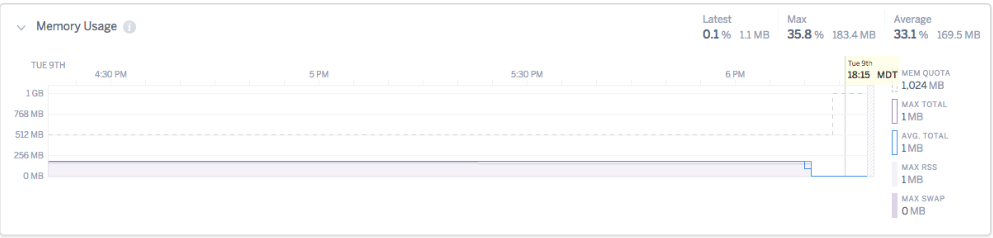 Memory Usage i
Latest Max Average
0.1 % 1.1 MB 35.8 % 183.4 MB 33.1 % 169.5 MB
TUE 9TH
4:30 PM 5 PM 5:30 PM 6 PM
Tue 9th
18:15 MDT
1 GB
768 MB
512 MB
256 MB
0 MB
MEM QUOTA
1,024 MB
MAX TOTAL
1 MB
AVG. TOTAL
1 MB
MAX RSS
1 MB
MAX SWAP
0 MB